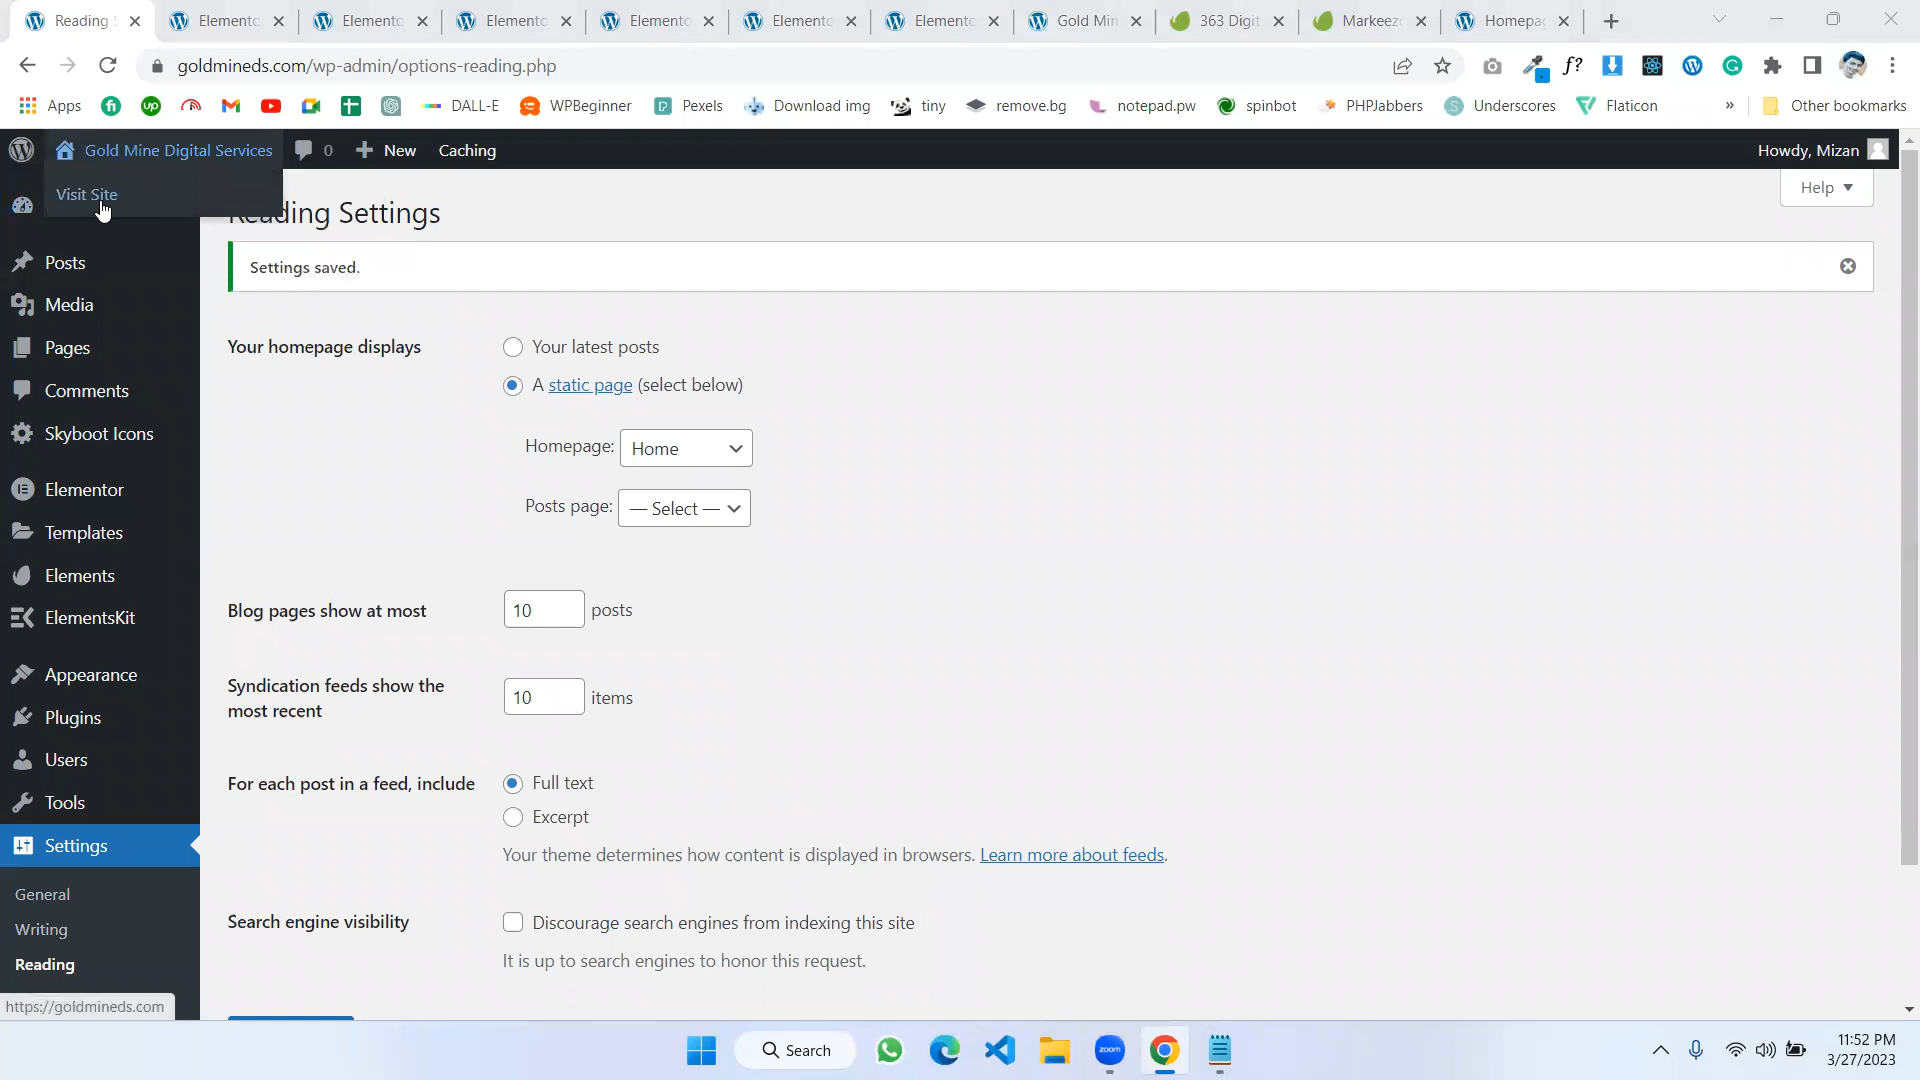 Reading S
Elemento
Elemento
Elemento
Elemento
Elemento
Elemento
Gold Min
363 Digit
Markeez
Homepag
goldmineds.com/wp-admin/options-reading.php
f?
Apps
fi
up
DALL-E
WPBeginner
Pexels
Download img
tiny
remove.bg
notepad.pw
spinbot
PHPJabbers
Underscores
Flaticon
»
Other bookmarks
Gold Mine Digital Services
0
New
Caching
Howdy, Mizan
Visit Site
Help
Reading Settings
Settings saved.
Posts
Media
Pages
Comments
Skyboot Icons
Elementor
Templates
Elements
ElementsKit
Appearance
Plugins
Users
Tools
Settings
General
Writing
Reading
https://goldmineds.com
Your homepage displays
Your latest posts
A static page (select below)
Homepage: Home
Posts page: — Select —
Blog pages show at most
10 posts
Syndication feeds show the
most recent
10 items
For each post in a feed, include
Full text
Excerpt
Your theme determines how content is displayed in browsers. Learn more about feeds.
Search engine visibility
Discourage search engines from indexing this site
It is up to search engines to honor this request.
Search
zoom
11:52 PM
3/27/2023